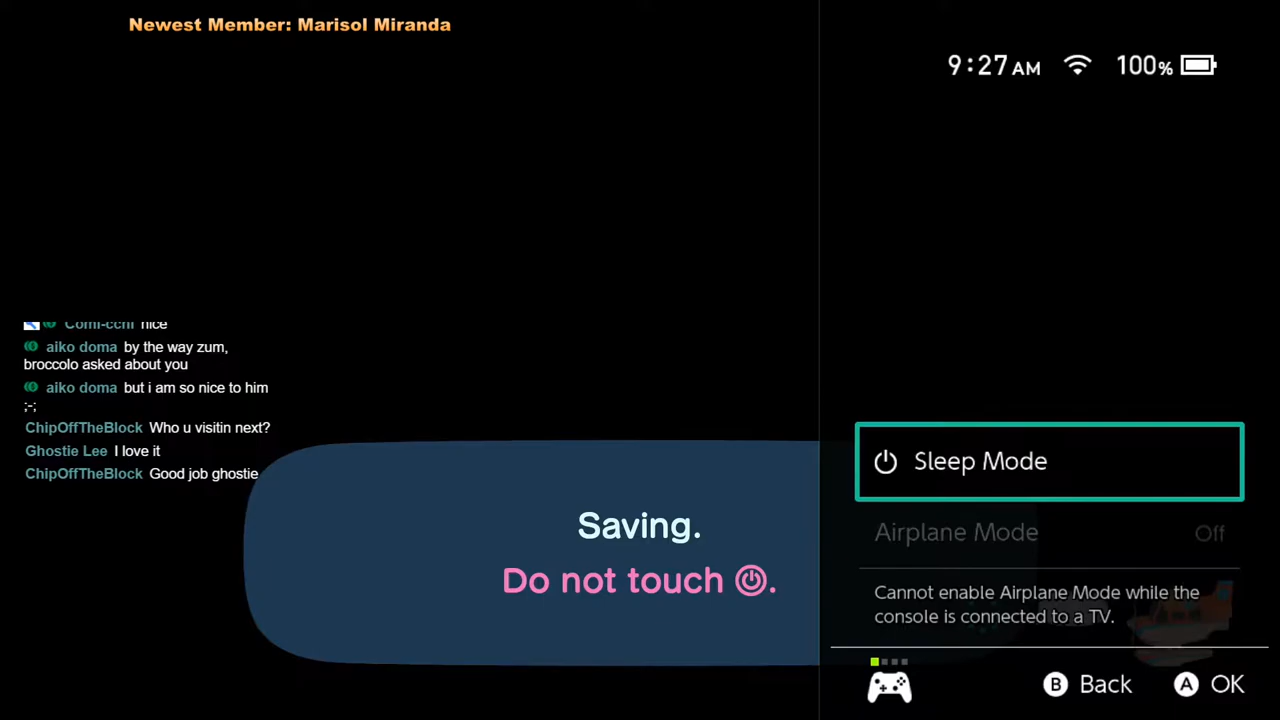 Newest Member: Marisol Miranda
9:27AM 100%
Comi-cchi nice
aiko doma by the way zum,
broccolo asked about you
aiko doma but i am so nice to him
;-;
ChipOffTheBlock Who u visitin next?
Ghostie Lee I love it
ChipOffTheBlock Good job ghostie
Saving.
Do not touch .
Sleep Mode
Airplane Mode Off
Cannot enable Airplane Mode while the
console is connected to a TV.
B Back A OK